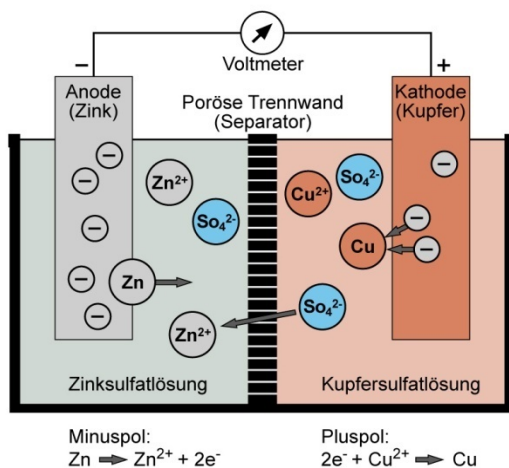 −
+
Voltmeter
Anode
(Zink)
Poröse Trennwand
(Separator)
Kathode
(Kupfer)
−
−
−
−
−
Zn²⁺
So₄²⁻
Zn
Zn²⁺
Cu²⁺
So₄²⁻
Cu
So₄²⁻
−
−
−
Zinksulfatlösung
Kupfersulfatlösung
Minuspol:
Zn → Zn²⁺ + 2e⁻
Pluspol:
2e⁻ + Cu²⁺ → Cu